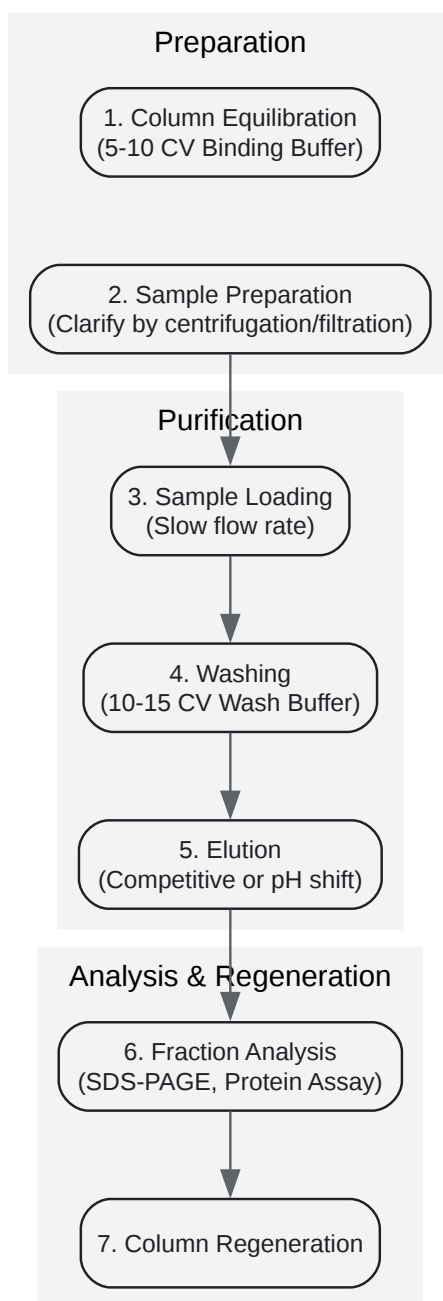 Preparation
1. Column Equilibration
(5-10 CV Binding Buffer)
2. Sample Preparation
(Clarify by centrifugation/filtration)
Purification
3. Sample Loading
(Slow flow rate)
4. Washing
(10-15 CV Wash Buffer)
5. Elution
(Competitive or pH shift)
Analysis & Regeneration
6. Fraction Analysis
(SDS-PAGE, Protein Assay)
7. Column Regeneration